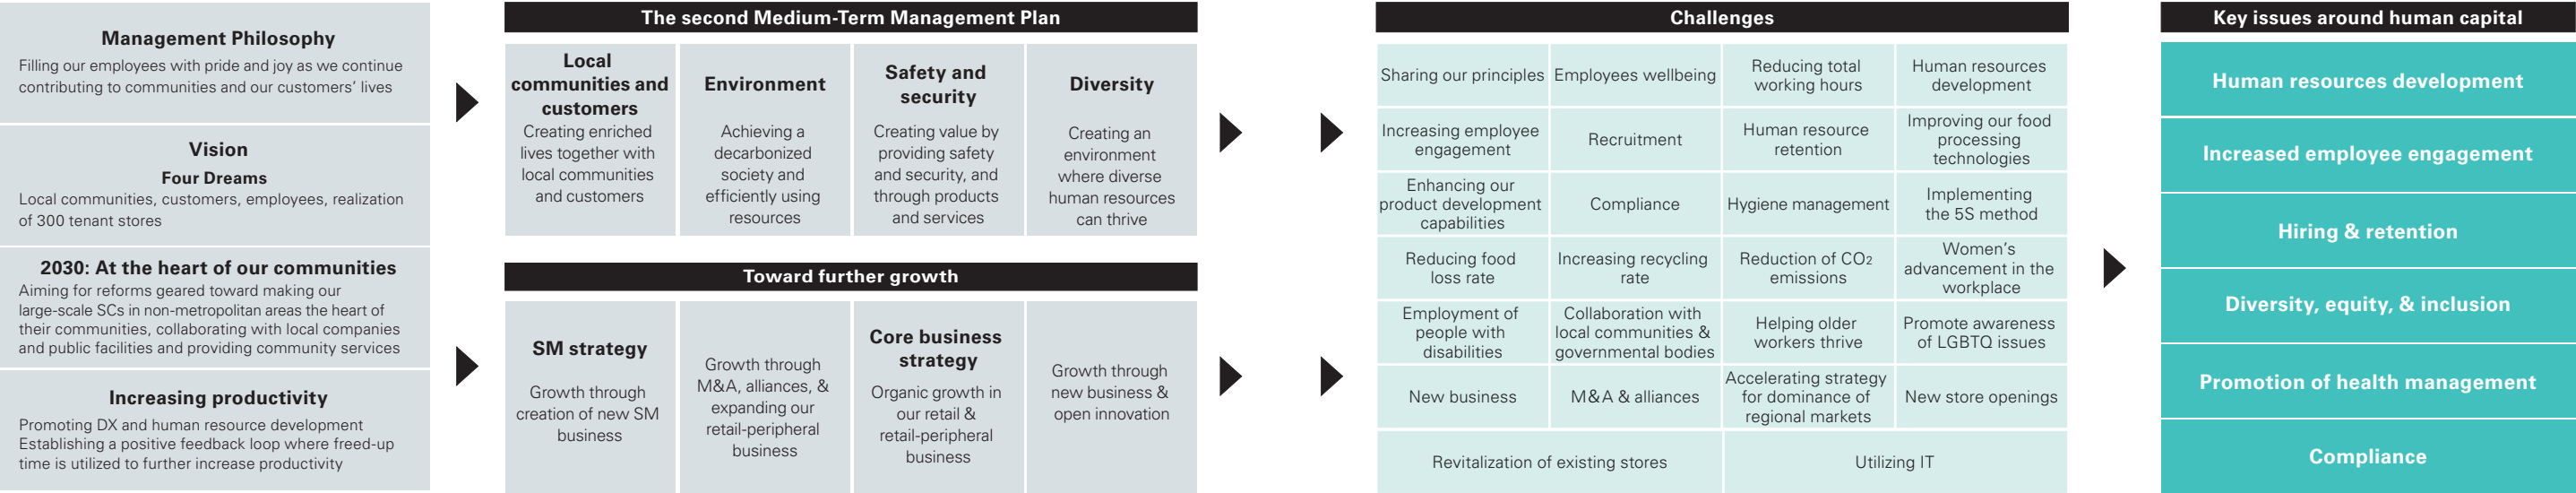 Management Philosophy
Filling our employees with pride and joy as we continue
contributing to communities and our customers' lives
Vision
Four Dreams
Local communities, customers, employees, realization
of 300 tenant stores
2030: At the heart of our communities
Aiming for reforms geared toward making our
large-scale SCs in non-metropolitan areas the heart of
their communities, collaborating with local companies
and public facilities and providing community services
Increasing productivity
Promoting DX and human resource development
Establishing a positive feedback loop where freed-up
time is utilized to further increase productivity
The second Medium-Term Management Plan
Local
communities and
customers
Creating enriched
lives together with
local communities
and customers
Environment
Achieving a
decarbonized
society and
efficiently using
resources
Safety and
security
Creating value by
providing safety
and security, and
through products
and services
Diversity
Creating an
environment
where diverse
human resources
can thrive
Toward further growth
SM strategy
Growth through
creation of new SM
business
Growth through
M&A, alliances, &
expanding our
retail-peripheral
business
Core business
strategy
Organic growth in
our retail &
retail-peripheral
business
Growth through
new business &
open innovation
Challenges
Sharing our principles
Employees wellbeing
Reducing total
working hours
Human resources
development
Increasing employee
engagement
Recruitment
Human resource
retention
Improving our food
processing
technologies
Enhancing our
product development
capabilities
Compliance
Hygiene management
Implementing
the 5S method
Reducing food
loss rate
Increasing recycling
rate
Reduction of CO2
emissions
Women's
advancement in the
workplace
Employment of
people with
disabilities
Collaboration with
local communities &
governmental bodies
Helping older
workers thrive
Promote awareness
of LGBTQ issues
New business
M&A & alliances
Accelerating strategy
for dominance of
regional markets
New store openings
Revitalization of existing stores
Utilizing IT
Key issues around human capital
Human resources development
Increased employee engagement
Hiring & retention
Diversity, equity, & inclusion
Promotion of health management
Compliance